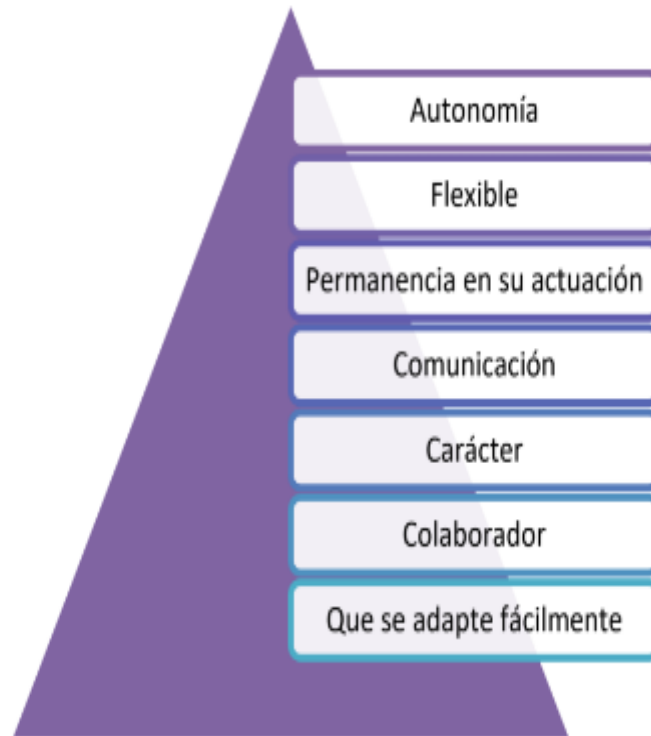 Autonomía
Flexible
Permanencia en su actuación
Comunicación
Carácter
Colaborador
Que se adapte fácilmente